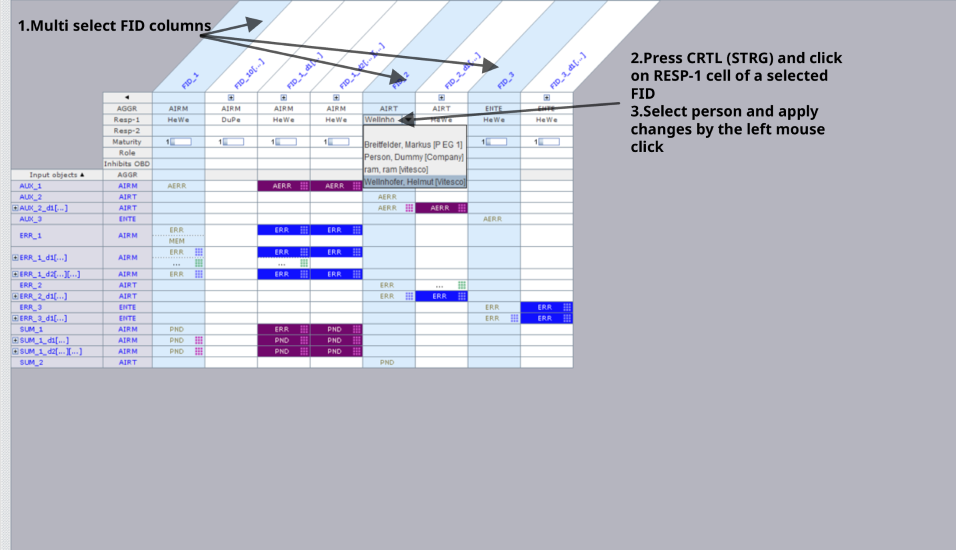 1.Multi select FID columns
2.Press CRTL (STRG) and click
on RESP-1 cell of a selected
FID
3.Select person and apply
changes by the left mouse
click
FID_1
FID_10[...]
FID_1_d1[...]
FID_2
FID_2_d1[...]
FID_3
FID_3_d1[...]
AGGR AIRM AIRM AIRM AIRM AIRT AIRT ENTE ENTE
Resp-1 HeWe DuPe HeWe HeWe Wellnhn HeWe HeWe HeWe
Resp-2
Maturity 1 1 1 1 1 1
Role
Inhibits OBD
Breitfelder, Markus [P EG 1]
Person, Dummy [Company]
ram, ram [vitesco]
Wellnhofer, Helmut [Vitesco]
Input objects ▲ AGGR
AUX_1 AIRM AERR AERR AERR
AUX_2 AIRT AERR
AUX_2_d1[...] AIRT AERR AERR
AUX_3 ENTE AERR
ERR_1 AIRM ERR ERR ERR
MEM
ERR_1_d1[...] AIRM ERR ERR ERR
... ...
ERR_1_d2[...][...] AIRM ERR ERR ERR
ERR_2 AIRT ERR ...
ERR_2_d1[...] AIRT ERR ERR
ERR_3 ENTE ERR ERR
ERR_3_d1[...] ENTE ERR ERR
SUM_1 AIRM PND ERR PND
SUM_1_d1[...] AIRM PND PND PND
SUM_1_d2[...][...] AIRM PND PND PND
SUM_2 AIRT PND